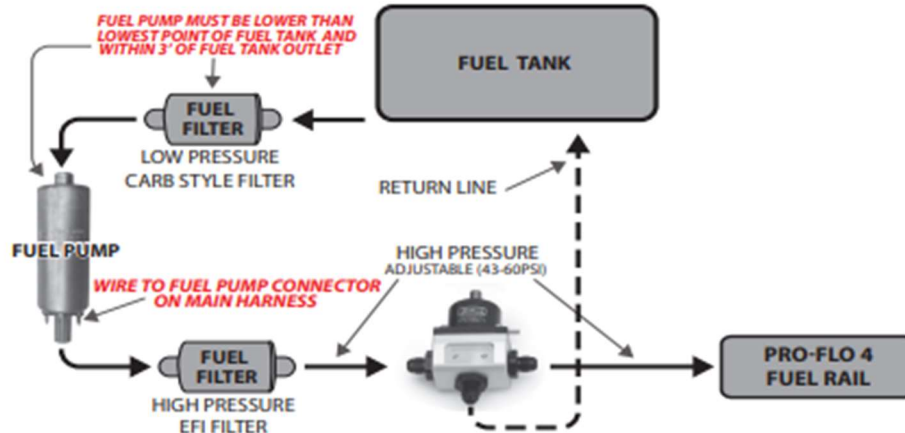 FUEL PUMP MUST BE LOWER THAN
LOWEST POINT OF FUEL TANK AND
WITHIN 3' OF FUEL TANK OUTLET
FUEL TANK
FUEL
FILTER
LOW PRESSURE
CARB STYLE FILTER
RETURN LINE
FUEL PUMP
HIGH PRESSURE
ADJUSTABLE (43-60PSI)
WIRE TO FUEL PUMP CONNECTOR
ON MAIN HARNESS
FUEL
FILTER
HIGH PRESSURE
EFI FILTER
PRO-FLO 4
FUEL RAIL